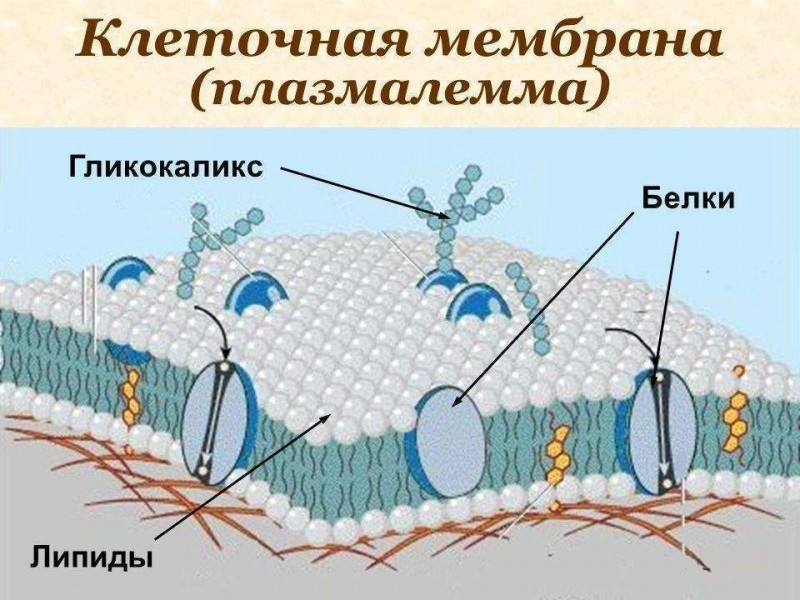 Клеточная мембрана
(плазмалемма)
Гликокаликс
Белки
Липиды